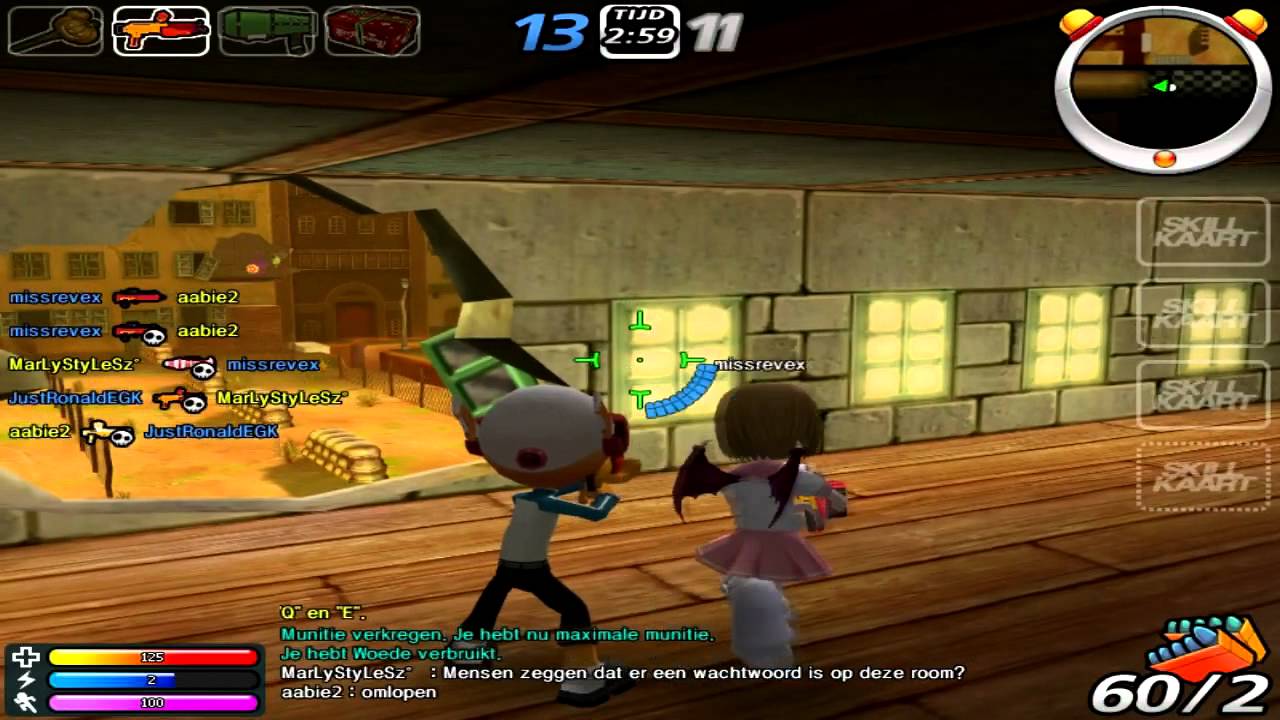 13
TIJD
2:59
11
SKILL
KAART
SKILL
KAART
SKILL
KAART
SKILL
KAART
missrevex aabie2
missrevex aabie2
MarLyStyLeSz° missrevex
JustRonaldEGK MarLyStyLeSz°
aabie2 JustRonaldEGK
missrevex
"Q" en "E".
Munitie verkregen. Je hebt nu maximale munitie.
Je hebt Woede verbruikt.
MarLyStyLeSz° : Mensen zeggen dat er een wachtwoord is op deze room?
aabie2 : omlopen
125
2
100
60/2